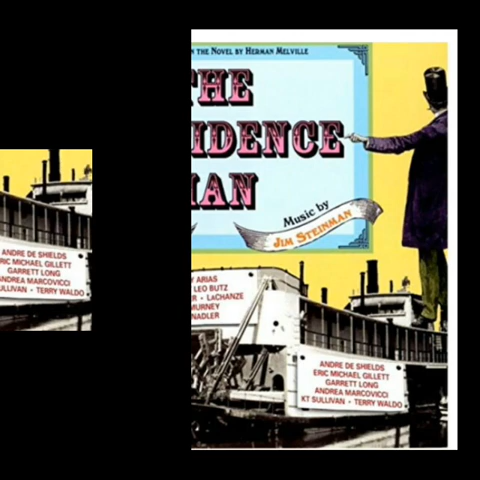 ANDRE DE SHIELDS
ERIC MICHAEL GILLETT
GARRETT LONG
ANDREA MARCOVICCI
SULLIVAN • TERRY WALDO
N THE NOVEL BY HERMAN MELVILLE
THE
IDENCE
MAN
Music by
JIM STEINMAN
Y ARIAS
LEO BUTZ
R • LACHANZE
MURNEY
NADLER
ANDRE DE SHIELDS
ERIC MICHAEL GILLETT
GARRETT LONG
ANDREA MARCOVICCI
KT SULLIVAN • TERRY WALDO